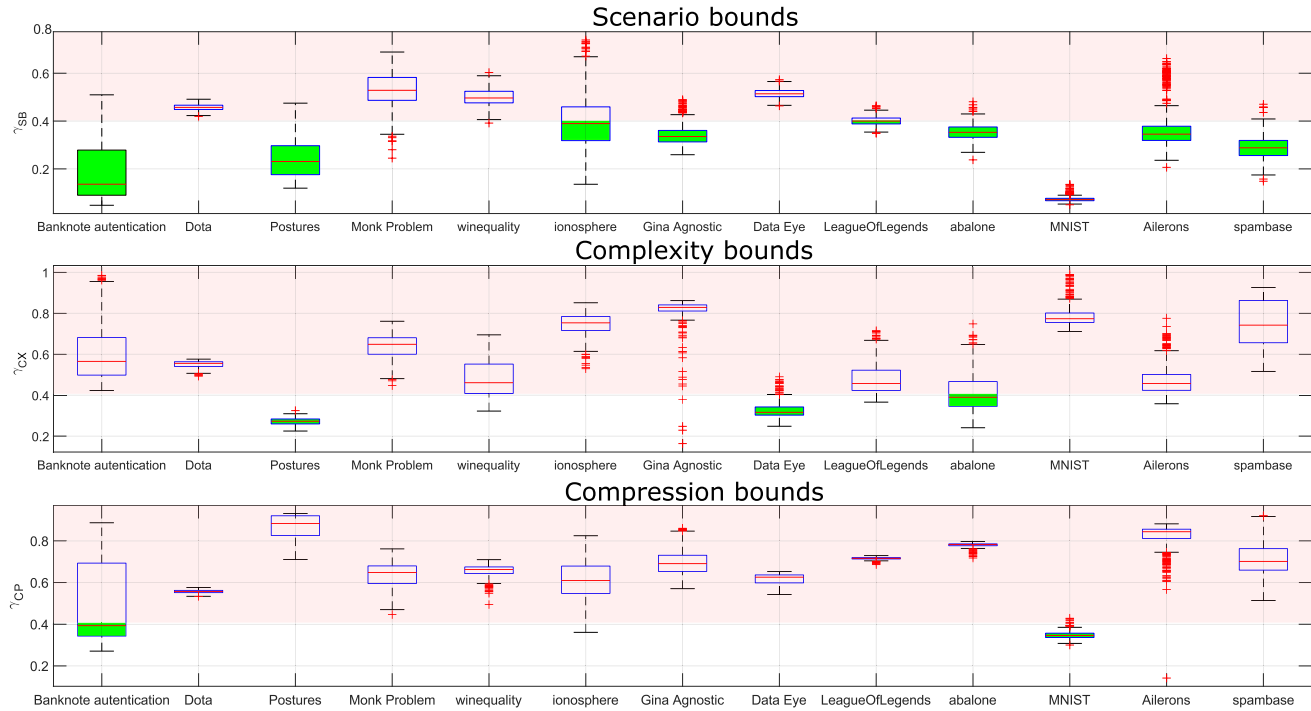 Scenario bounds
0.8
0.6
0.4
0.2
γSB
Banknote autentication Dota Postures Monk Problem winequality ionosphere Gina Agnostic Data Eye LeagueOfLegends abalone MNIST Ailerons spambase
Complexity bounds
1
0.8
0.6
0.4
0.2
γCX
Banknote autentication Dota Postures Monk Problem winequality ionosphere Gina Agnostic Data Eye LeagueOfLegends abalone MNIST Ailerons spambase
Compression bounds
0.8
0.6
0.4
0.2
γCP
Banknote autentication Dota Postures Monk Problem winequality ionosphere Gina Agnostic Data Eye LeagueOfLegends abalone MNIST Ailerons spambase